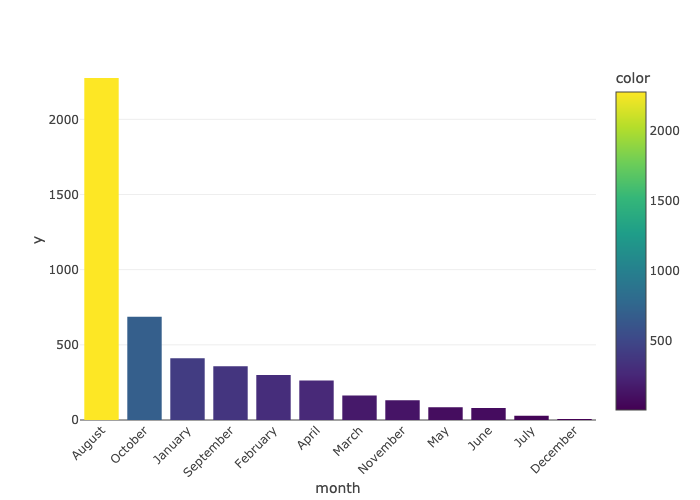 color
2000
1500
1000
500
0
y
2000
1500
1000
500
August
October
January
September
February
April
March
November
May
June
July
December
month